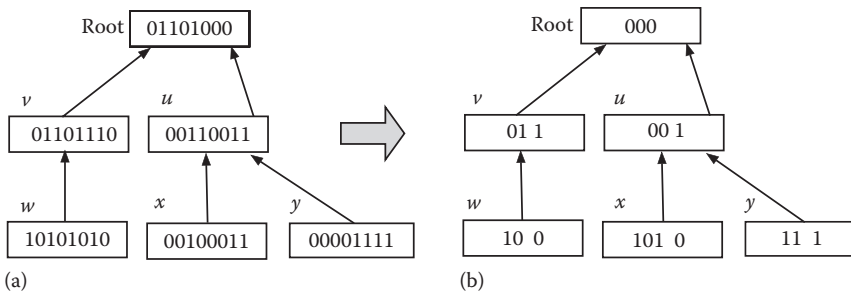 Root 01101000
v u
01101110 00110011
w x y
10101010 00100011 00001111
(a)
Root 000
v u
01 1 00 1
w x y
10 0 101 0 11 1
(b)